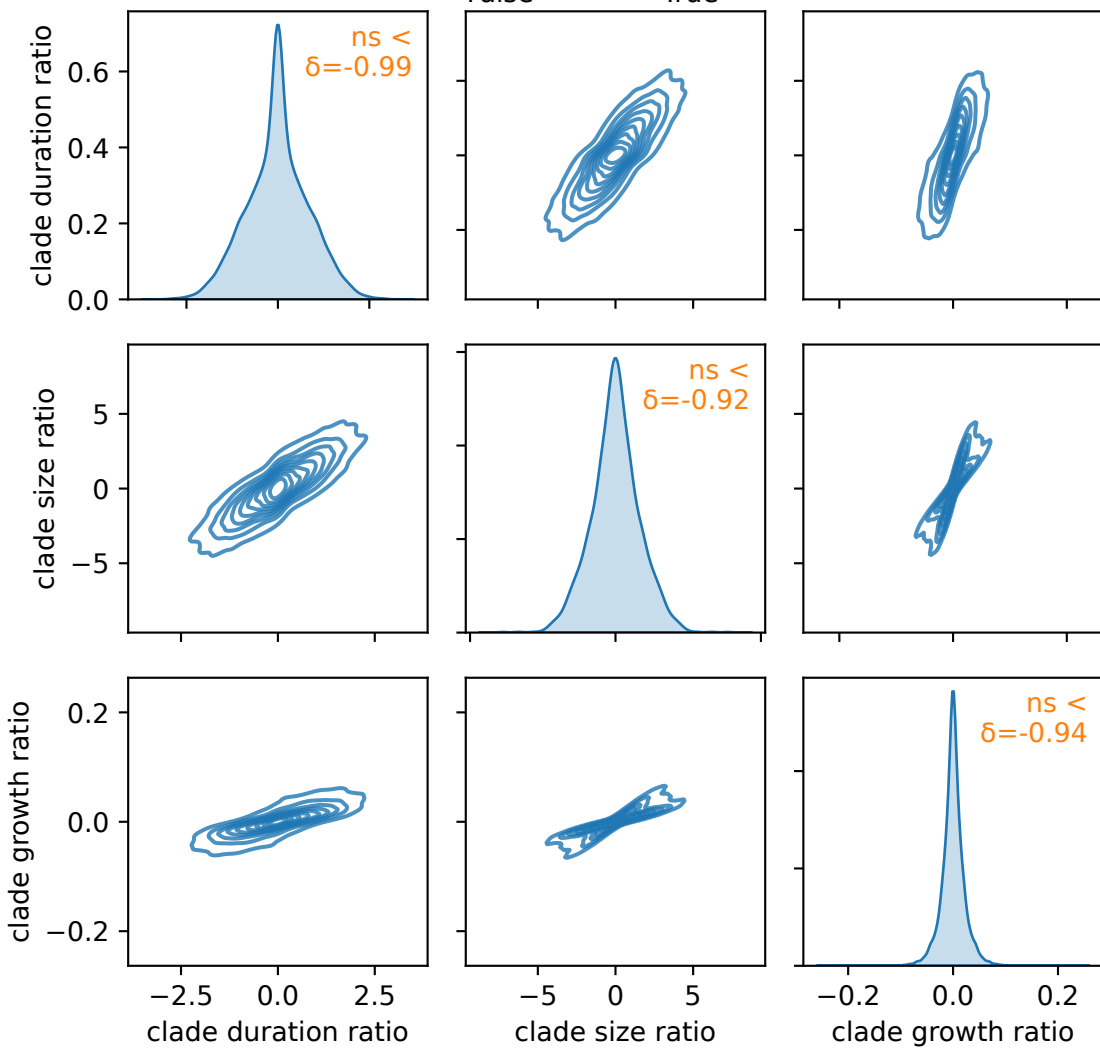 clade duration ratio
0.6
0.4
0.2
0.0
ns <
δ=-0.99
clade size ratio
5
0
−5
ns <
δ=-0.92
clade growth ratio
0.2
0.0
−0.2
ns <
δ=-0.94
−2.5 0.0 2.5
−5 0 5
−0.2 0.0 0.2
clade duration ratio
clade size ratio
clade growth ratio